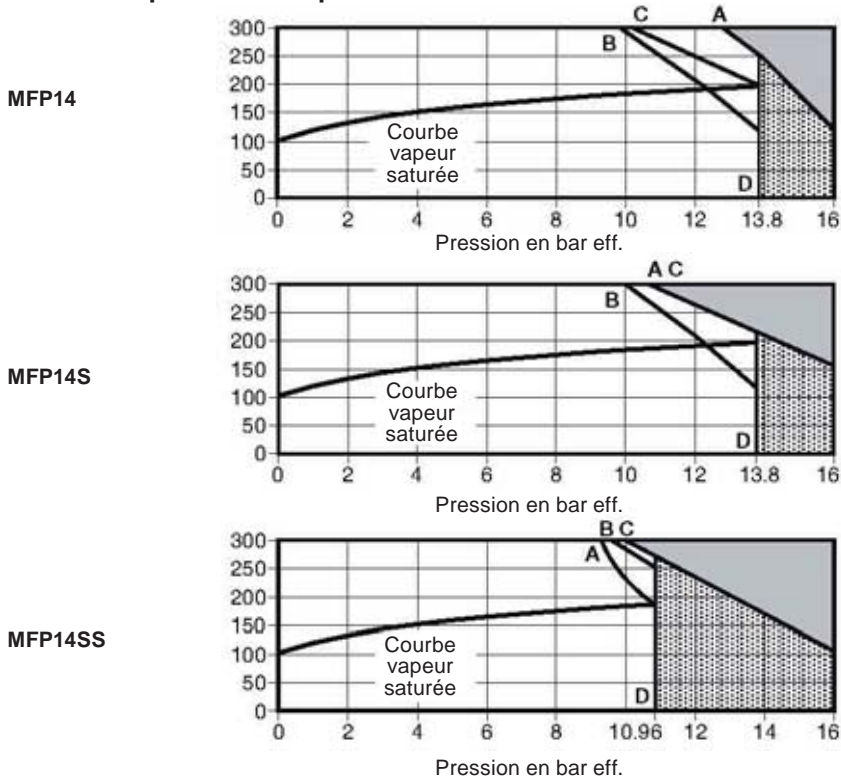 MFP14
C A
B
300
250
200
150
100
50
0
Courbe
vapeur
saturée
D
0 2 4 6 8 10 12 13.8 16
Pression en bar eff.
MFP14S
A C
B
300
250
200
150
100
50
0
Courbe
vapeur
saturée
D
0 2 4 6 8 10 12 13.8 16
Pression en bar eff.
MFP14SS
B C
A
300
250
200
150
100
50
0
Courbe
vapeur
saturée
D
0 2 4 6 8 10.96 12 14 16
Pression en bar eff.